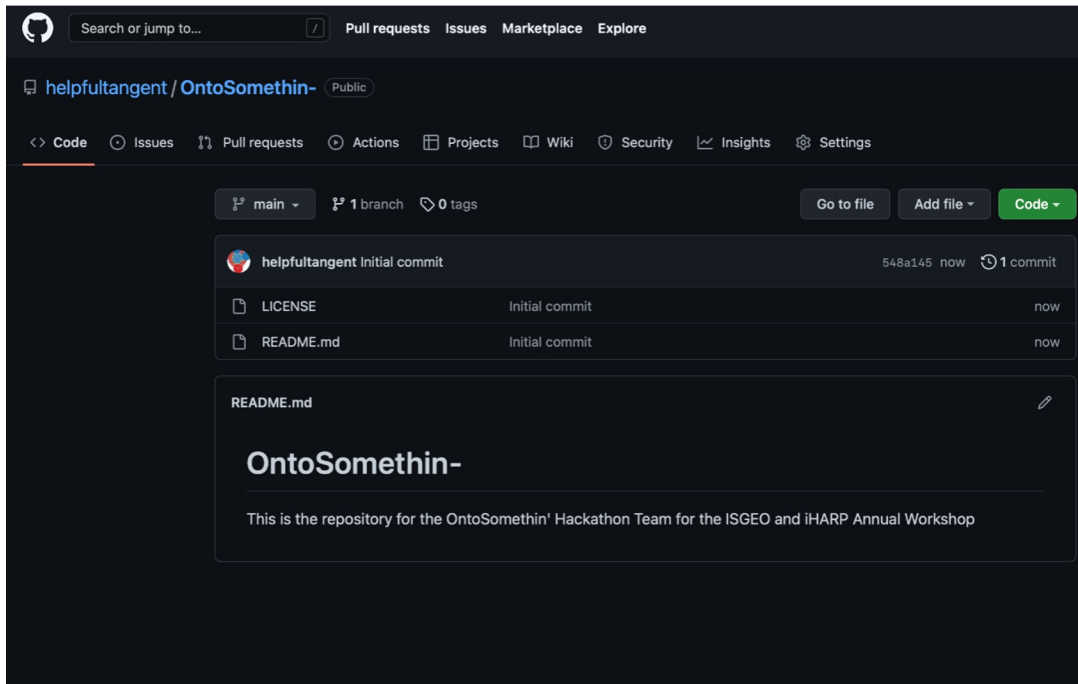 Search or jump to... / Pull requests Issues Marketplace Explore
helpfultangent / OntoSomethin- Public
<> Code Issues Pull requests Actions Projects Wiki Security Insights Settings
main 1 branch 0 tags Go to file Add file Code
helpfultangent Initial commit 548a145 now 1 commit
LICENSE Initial commit now
README.md Initial commit now
README.md
OntoSomethin-
This is the repository for the OntoSomethin' Hackathon Team for the ISGEO and iHARP Annual Workshop